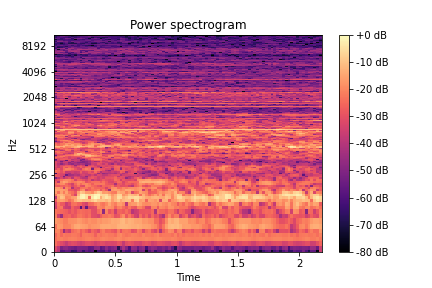 Power spectrogram
8192
4096
2048
1024
512
256
128
64
0
Hz
0
0.5
1
1.5
2
Time
+0 dB
-10 dB
-20 dB
-30 dB
-40 dB
-50 dB
-60 dB
-70 dB
-80 dB